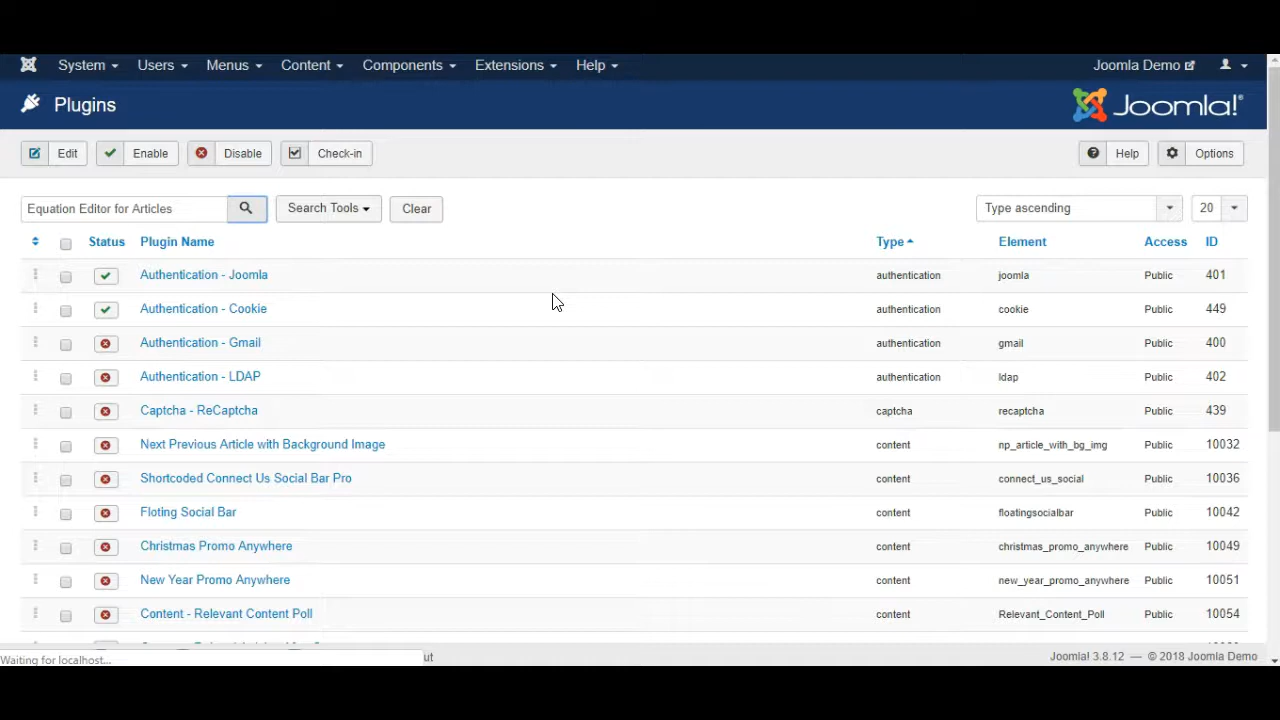 System Users Menus Content Components Extensions Help Joomla Demo
Plugins Joomla!®
Edit Enable Disable Check-in Help Options
Equation Editor for Articles Search Tools Clear Type ascending 20
Status Plugin Name Type Element Access ID
Authentication - Joomla authentication joomla Public 401
Authentication - Cookie authentication cookie Public 449
Authentication - Gmail authentication gmail Public 400
Authentication - LDAP authentication ldap Public 402
Captcha - ReCaptcha captcha recaptcha Public 439
Next Previous Article with Background Image content np_article_with_bg_img Public 10032
Shortcoded Connect Us Social Bar Pro content connect_us_social Public 10036
Floting Social Bar content floatingsocialbar Public 10042
Christmas Promo Anywhere content christmas_promo_anywhere Public 10049
New Year Promo Anywhere content new_year_promo_anywhere Public 10051
Content - Relevant Content Poll content Relevant_Content_Poll Public 10054
Waiting for localhost... ut Joomla! 3.8.12 — © 2018 Joomla Demo